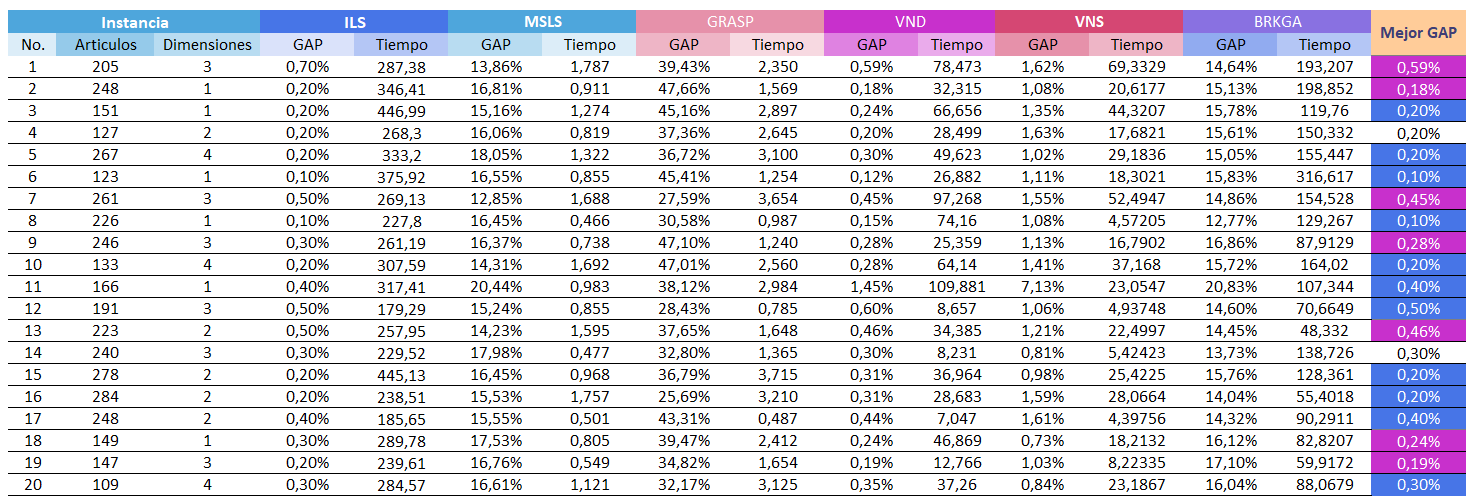 Instancia ILS MSLS GRASP VND VNS BRKGA Mejor GAP
No. Articulos Dimensiones GAP Tiempo GAP Tiempo GAP Tiempo GAP Tiempo GAP Tiempo GAP Tiempo
1 205 3 0,70% 287,38 13,86% 1,787 39,43% 2,350 0,59% 78,473 1,62% 69,3329 14,64% 193,207 0,59%
2 248 1 0,20% 346,41 16,81% 0,911 47,66% 1,569 0,18% 32,315 1,08% 20,6177 15,13% 198,852 0,18%
3 151 1 0,20% 446,99 15,16% 1,274 45,16% 2,897 0,24% 66,656 1,35% 44,3207 15,78% 119,76 0,20%
4 127 2 0,20% 268,3 16,06% 0,819 37,36% 2,645 0,20% 28,499 1,63% 17,6821 15,61% 150,332 0,20%
5 267 4 0,20% 333,2 18,05% 1,322 36,72% 3,100 0,30% 49,623 1,02% 29,1836 15,05% 155,447 0,20%
6 123 1 0,10% 375,92 16,55% 0,855 45,41% 1,254 0,12% 26,882 1,11% 18,3021 15,83% 316,617 0,10%
7 261 3 0,50% 269,13 12,85% 1,688 27,59% 3,654 0,45% 97,268 1,55% 52,4947 14,86% 154,528 0,45%
8 226 1 0,10% 227,8 16,45% 0,466 30,58% 0,987 0,15% 74,16 1,08% 4,57205 12,77% 129,267 0,10%
9 246 3 0,30% 261,19 16,37% 0,738 47,10% 1,240 0,28% 25,359 1,13% 16,7902 16,86% 87,9129 0,28%
10 133 4 0,20% 307,59 14,31% 1,692 47,01% 2,560 0,28% 64,14 1,41% 37,168 15,72% 164,02 0,20%
11 166 1 0,40% 317,41 20,44% 0,983 38,12% 2,984 1,45% 109,881 7,13% 23,0547 20,83% 107,344 0,40%
12 191 3 0,50% 179,29 15,24% 0,855 28,43% 0,785 0,60% 8,657 1,06% 4,93748 14,60% 70,6649 0,50%
13 223 2 0,50% 257,95 14,23% 1,595 37,65% 1,648 0,46% 34,385 1,21% 22,4997 14,45% 48,332 0,46%
14 240 3 0,30% 229,52 17,98% 0,477 32,80% 1,365 0,30% 8,231 0,81% 5,42423 13,73% 138,726 0,30%
15 278 2 0,20% 445,13 16,45% 0,968 36,79% 3,715 0,31% 36,964 0,98% 25,4225 15,76% 128,361 0,20%
16 284 2 0,20% 238,51 15,53% 1,757 25,69% 3,210 0,31% 28,683 1,59% 28,0664 14,04% 55,4018 0,20%
17 248 2 0,40% 185,65 15,55% 0,501 43,31% 0,487 0,44% 7,047 1,61% 4,39756 14,32% 90,2911 0,40%
18 149 1 0,30% 289,78 17,53% 0,805 39,47% 2,412 0,24% 46,869 0,73% 18,2132 16,12% 82,8207 0,24%
19 147 3 0,20% 239,61 16,76% 0,549 34,82% 1,654 0,19% 12,766 1,03% 8,22335 17,10% 59,9172 0,19%
20 109 4 0,30% 284,57 16,61% 1,121 32,17% 3,125 0,35% 37,26 0,84% 23,1867 16,04% 88,0679 0,30%